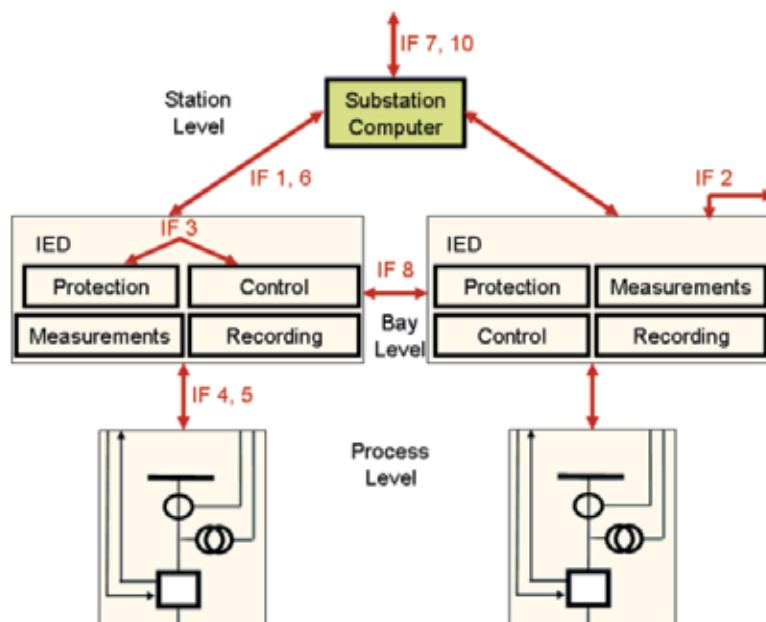 IF 7, 10
Station
Level
Substation
Computer
IF 1, 6
IF 2
IED
IF 3
Protection
Control
Measurements
Recording
IF 8
Bay
Level
IED
Protection
Measurements
Control
Recording
IF 4, 5
Process
Level